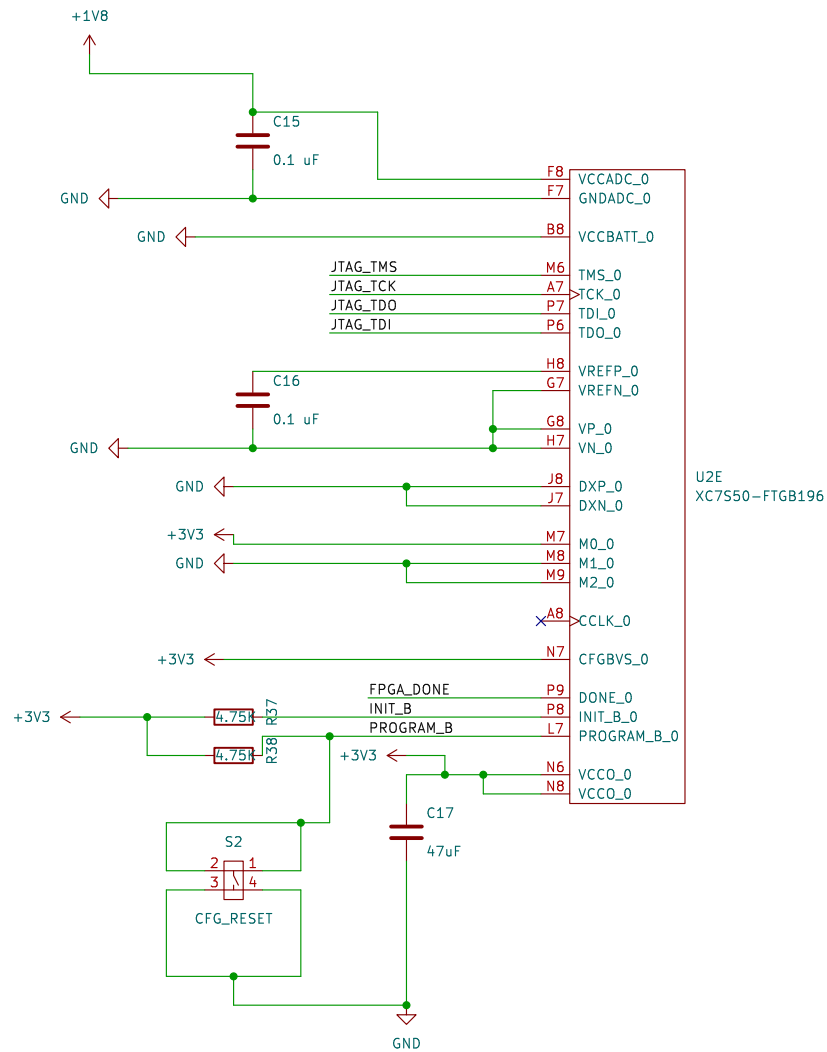 +1V8
C15
0.1 uF
F8 VCCADC_0
GND F7 GNDADC_0
GND B8 VCCBATT_0
JTAG_TMS M6 TMS_0
JTAG_TCK A7 TCK_0
JTAG_TDO P7 TDI_0
JTAG_TDI P6 TDO_0
H8 VREFP_0
C16 G7 VREFN_0
0.1 uF G8 VP_0
GND H7 VN_0
U2E
XC7S50-FTGB196
GND J8 DXP_0
J7 DXN_0
+3V3 M7 M0_0
GND M8 M1_0
M9 M2_0
A8 CCLK_0
+3V3 N7 CFGBVS_0
FPGA_DONE P9 DONE_0
+3V3 4.75K R37 INIT_B P8 INIT_B_0
PROGRAM_B L7 PROGRAM_B_0
4.75K R38 +3V3
N6 VCCO_0
N8 VCCO_0
C17
47uF
S2
2 1
3 4
CFG_RESET
GND